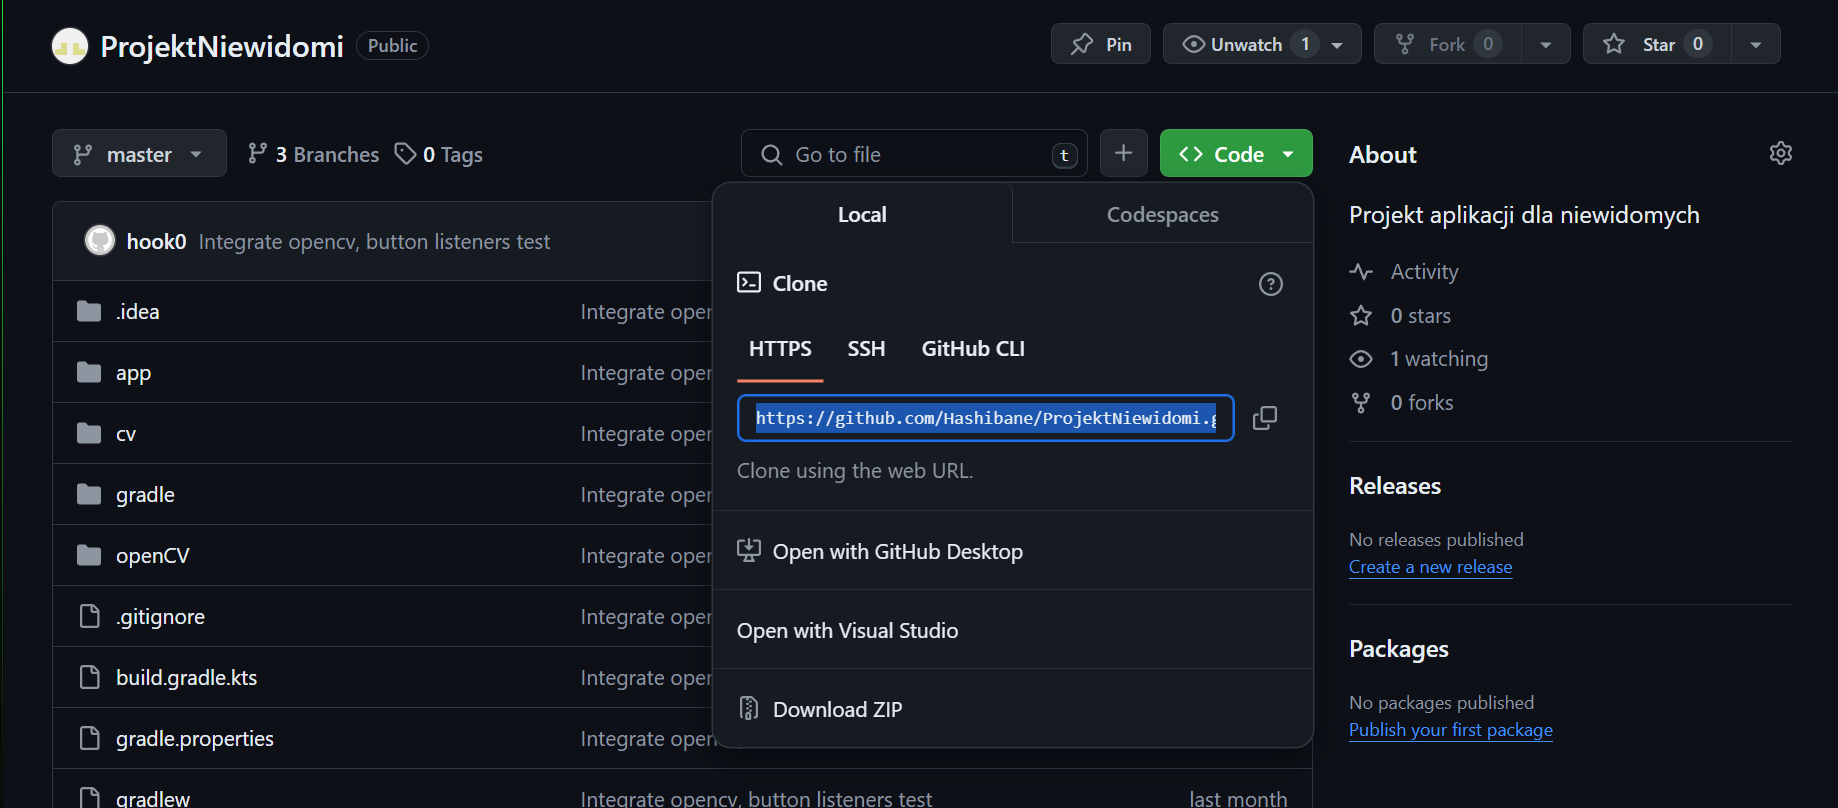 ProjektNiewidomi Public
Pin
Unwatch 1
Fork 0
Star 0
master
3 Branches
0 Tags
Go to file t
+
<> Code
About
Projekt aplikacji dla niewidomych
Activity
0 stars
1 watching
0 forks
Releases
No releases published
Create a new release
Packages
No packages published
Publish your first package
Local
Codespaces
Clone
HTTPS SSH GitHub CLI
https://github.com/Hashibane/ProjektNiewidomi.g
Clone using the web URL.
Open with GitHub Desktop
Open with Visual Studio
Download ZIP
hook0 Integrate opencv, button listeners test
.idea Integrate oper
app Integrate oper
cv Integrate oper
gradle Integrate oper
openCV Integrate oper
.gitignore Integrate oper
build.gradle.kts Integrate oper
gradle.properties Integrate open
gradlew Integrate opencv, button listeners test last month